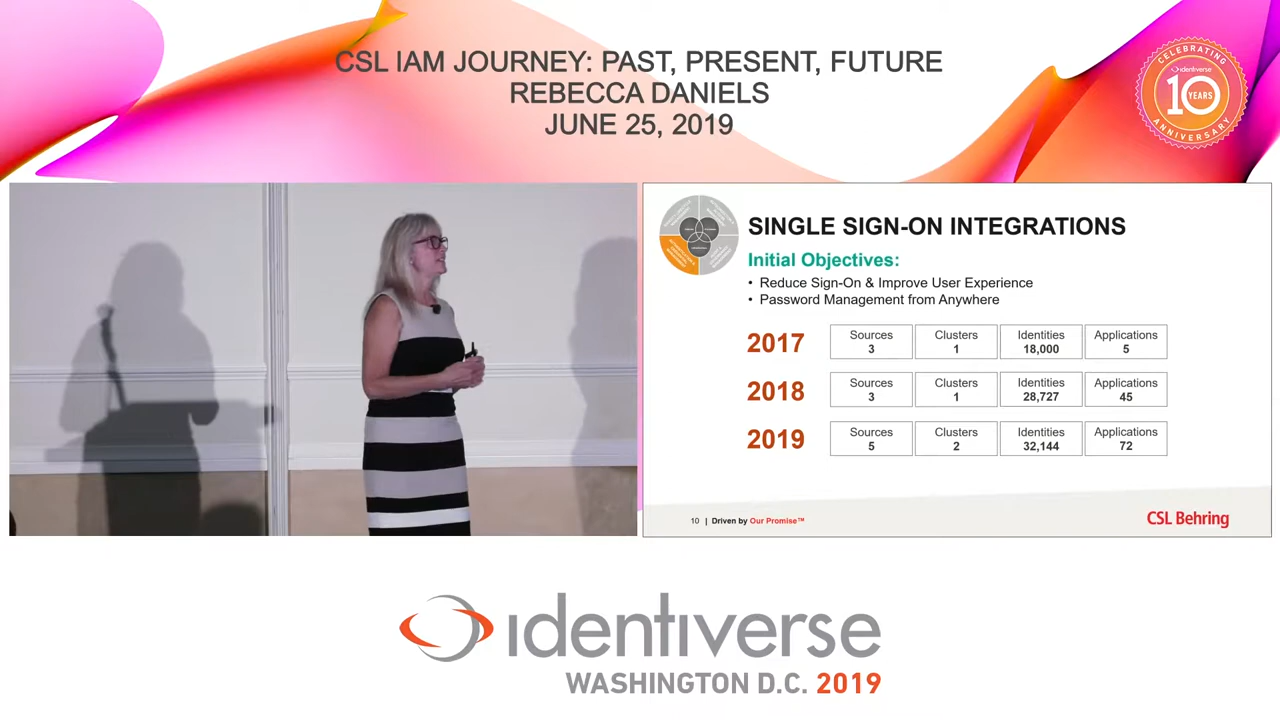 CSL IAM JOURNEY: PAST, PRESENT, FUTURE
REBECCA DANIELS
JUNE 25, 2019
CELEBRATING
identiverse
10 YEARS
ANNIVERSARY
SINGLE SIGN-ON INTEGRATIONS
Initial Objectives:
• Reduce Sign-On & Improve User Experience
• Password Management from Anywhere
2017 Sources 3 Clusters 1 Identities 18,000 Applications 5
2018 Sources 3 Clusters 1 Identities 28,727 Applications 45
2019 Sources 5 Clusters 2 Identities 32,144 Applications 72
10 | Driven by Our Promise™
CSL Behring
identiverse
WASHINGTON D.C. 2019